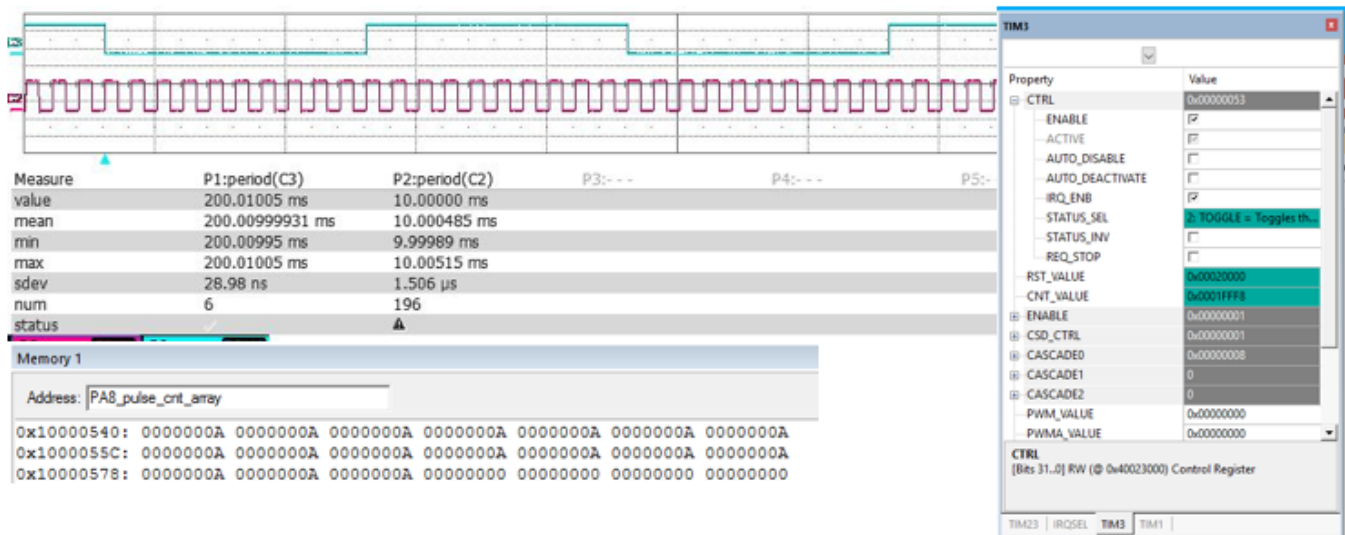 C3
C2
Measure P1:period(C3) P2:period(C2) P3:- - - P4:- - - P5:-
value 200.01005 ms 10.00000 ms
mean 200.00999931 ms 10.000485 ms
min 200.00995 ms 9.99989 ms
max 200.01005 ms 10.00515 ms
sdev 28.98 ns 1.506 µs
num 6 196
status
Memory 1
Address: PA8_pulse_cnt_array
0x10000540: 0000000A 0000000A 0000000A 0000000A 0000000A 0000000A 0000000A
0x1000055C: 0000000A 0000000A 0000000A 0000000A 0000000A 0000000A 0000000A
0x10000578: 0000000A 0000000A 0000000A 00000000 00000000 00000000 00000000
TIM3
Property Value
CTRL 0x00000053
ENABLE
ACTIVE
AUTO_DISABLE
AUTO_DEACTIVATE
IRQ_ENB
STATUS_SEL 2: TOGGLE = Toggles th...
STATUS_INV
REQ_STOP
RST_VALUE 0x00020000
CNT_VALUE 0x0001FFF8
ENABLE 0x00000001
CSD_CTRL 0x00000001
CASCADE0 0x00000008
CASCADE1 0
CASCADE2 0
PWM_VALUE 0x00000000
PWMA_VALUE 0x00000000
CTRL
[Bits 31..0] RW (@ 0x40023000) Control Register
TIM23 IRQSEL TIM3 TIM1